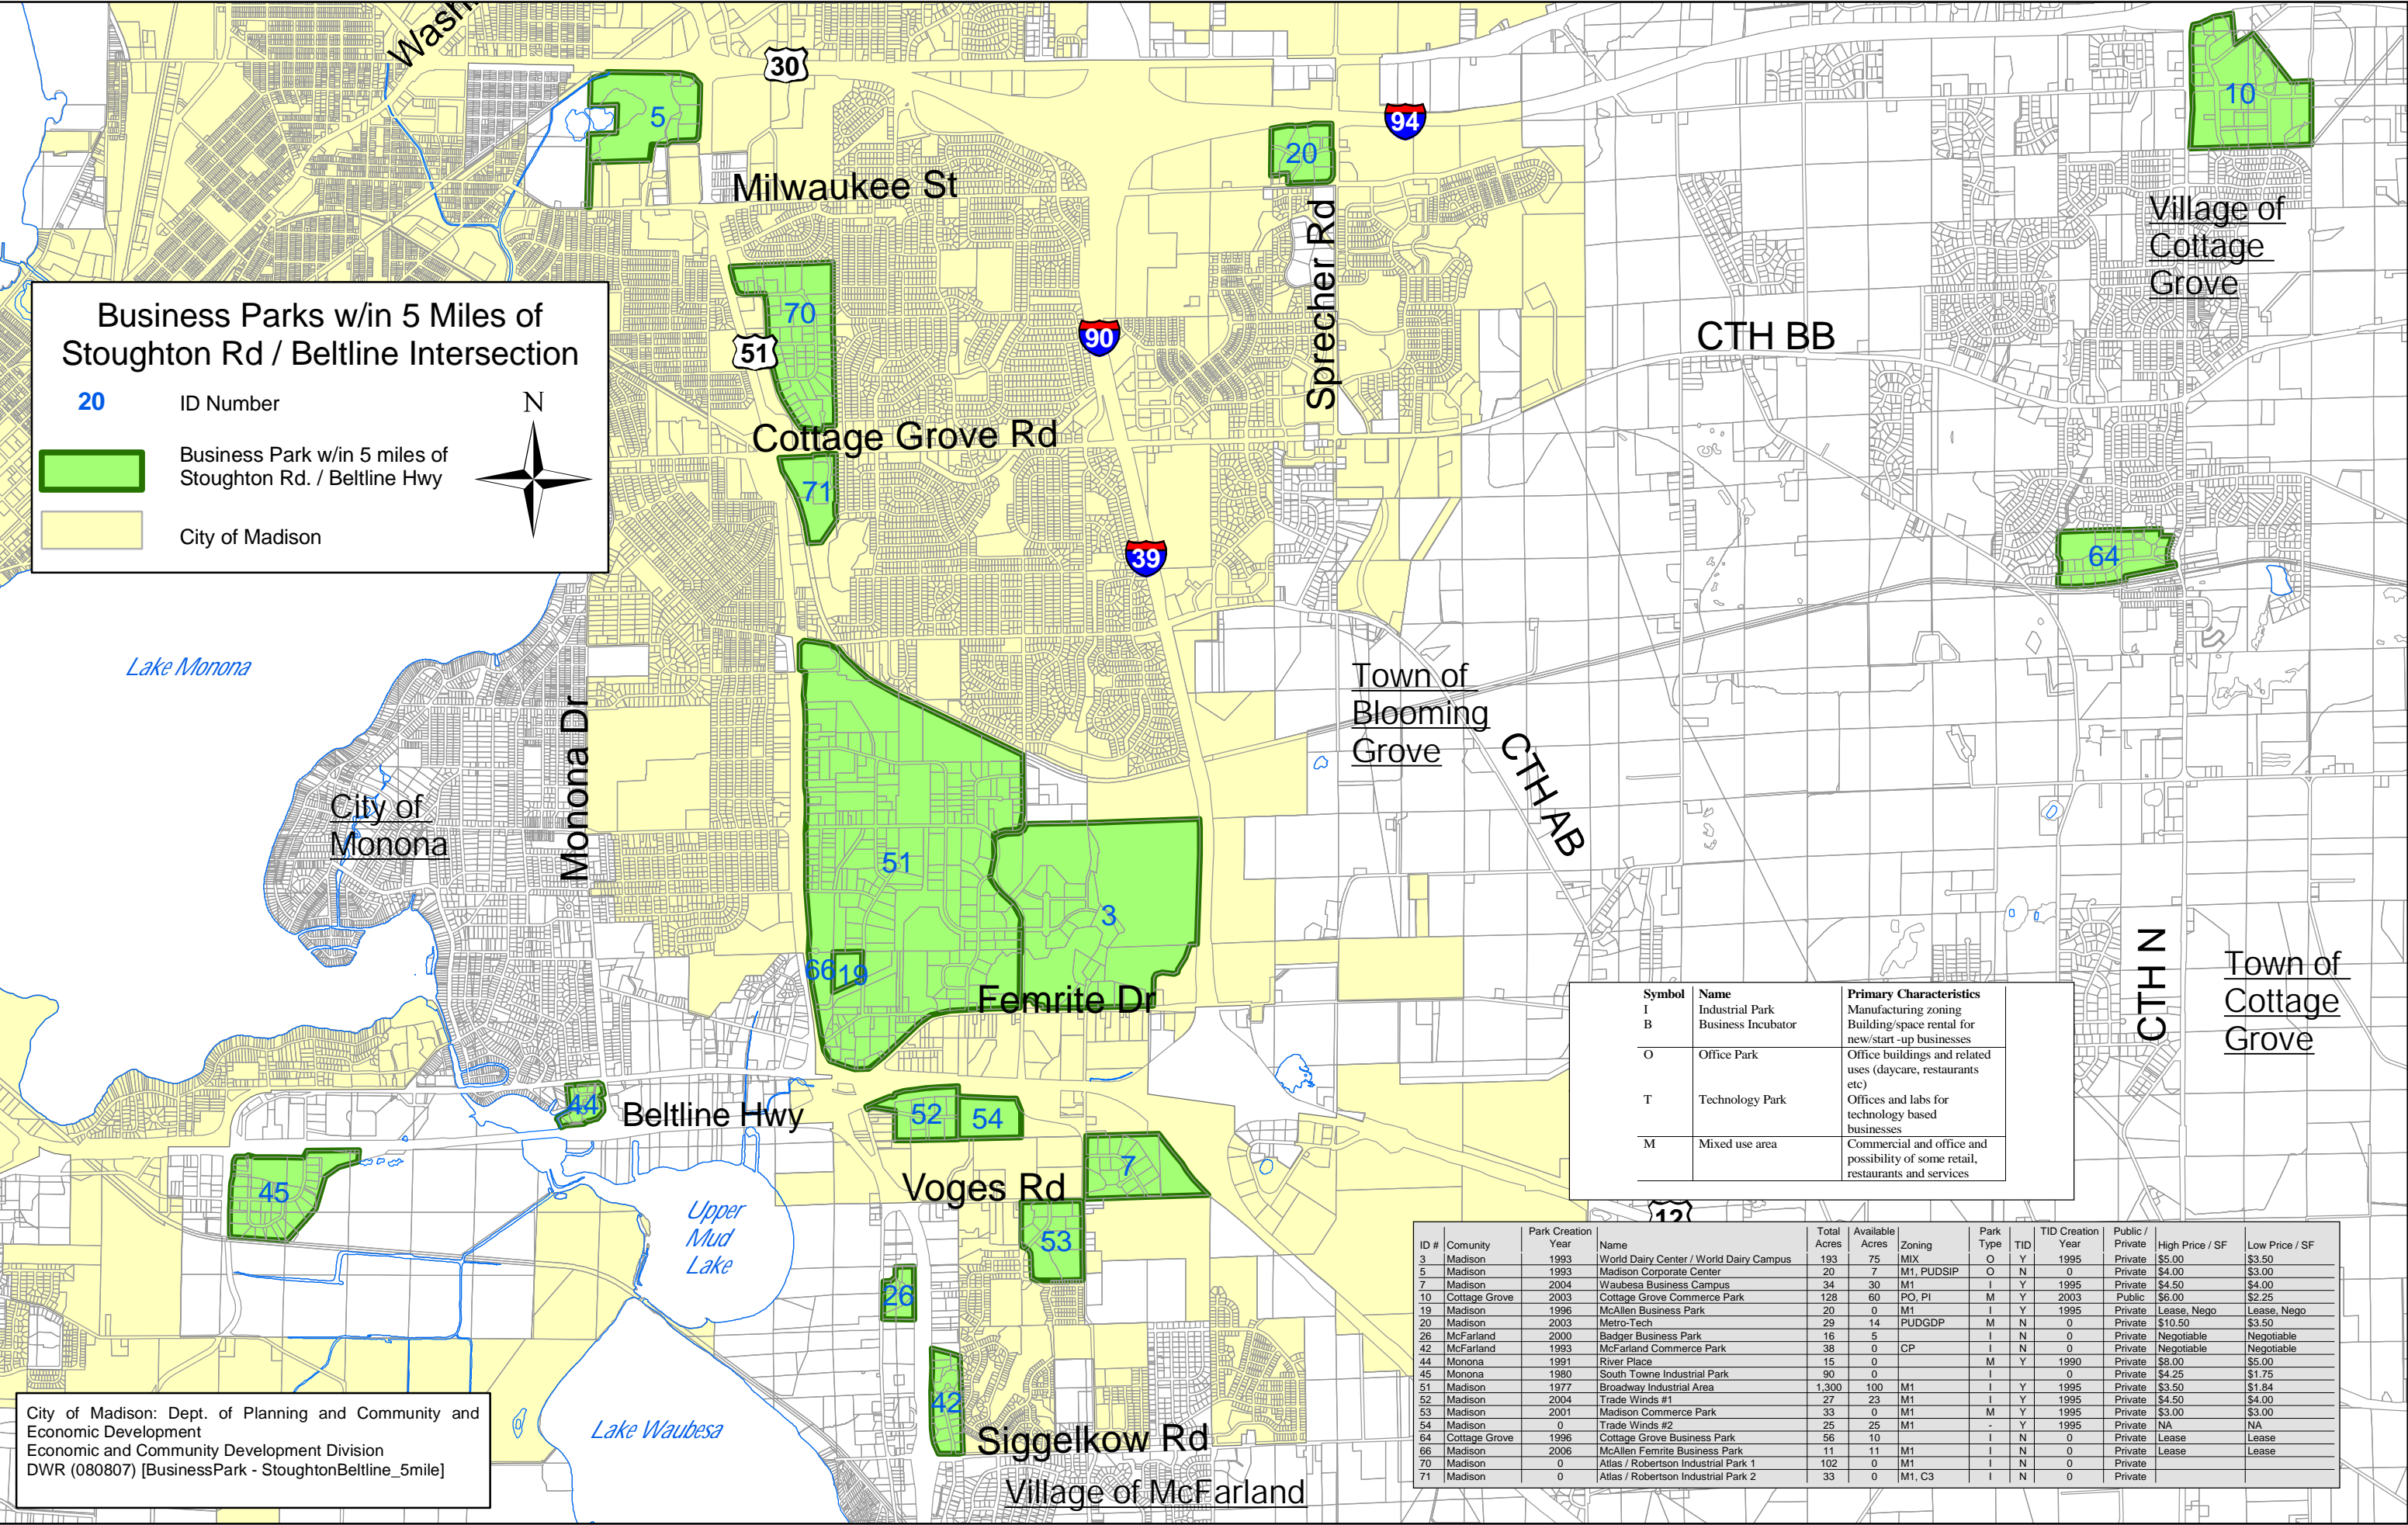 Wash
30
5
94
10
20
Milwaukee St
Village of
Cottage
Grove
Sprecher Rd
Business Parks w/in 5 Miles of
Stoughton Rd / Beltline Intersection
20 ID Number
N
Business Park w/in 5 miles of
Stoughton Rd. / Beltline Hwy
City of Madison
70
51
90
CTH BB
Cottage Grove Rd
71
39
64
Lake Monona
Town of
Blooming
Grove
Monona Dr
CTH AB
City of
Monona
51
3
66
19
Femrite Dr
CTH N
Town of
Cottage
Grove
44
Beltline Hwy
52
54
7
45
Voges Rd
Upper
Mud
Lake
53
26
42
Lake Waubesa
Siggelkow Rd
Village of McFarland
12
Symbol Name Primary Characteristics
I Industrial Park Manufacturing zoning
B Business Incubator Building/space rental for
new/start -up businesses
O Office Park Office buildings and related
uses (daycare, restaurants
etc)
T Technology Park Offices and labs for
technology based
businesses
M Mixed use area Commercial and office and
possibility of some retail,
restaurants and services
ID # Comunity Park Creation Year Name Total Acres Available Acres Zoning Park Type TID TID Creation Year Public / Private High Price / SF Low Price / SF
3 Madison 1993 World Dairy Center / World Dairy Campus 193 75 MIX O Y 1995 Private $5.00 $3.50
5 Madison 1993 Madison Corporate Center 20 7 M1, PUDSIP O N 0 Private $4.00 $3.00
7 Madison 2004 Waubesa Business Campus 34 30 M1 I Y 1995 Private $4.50 $4.00
10 Cottage Grove 2003 Cottage Grove Commerce Park 128 60 PO, PI M Y 2003 Public $6.00 $2.25
19 Madison 1996 McAllen Business Park 20 0 M1 I Y 1995 Private Lease, Nego Lease, Nego
20 Madison 2003 Metro-Tech 29 14 PUDGDP M N 0 Private $10.50 $3.50
26 McFarland 2000 Badger Business Park 16 5 I N 0 Private Negotiable Negotiable
42 McFarland 1993 McFarland Commerce Park 38 0 CP I N 0 Private Negotiable Negotiable
44 Monona 1991 River Place 15 0 M Y 1990 Private $8.00 $5.00
45 Monona 1980 South Towne Industrial Park 90 0 I 0 Private $4.25 $1.75
51 Madison 1977 Broadway Industrial Area 1,300 100 M1 I Y 1995 Private $3.50 $1.84
52 Madison 2004 Trade Winds #1 27 23 M1 I Y 1995 Private $4.50 $4.00
53 Madison 2001 Madison Commerce Park 33 0 M1 M Y 1995 Private $3.00 $3.00
54 Madison 0 Trade Winds #2 25 25 M1 - Y 1995 Private NA NA
64 Cottage Grove 1996 Cottage Grove Business Park 56 10 I N 0 Private Lease Lease
66 Madison 2006 McAllen Femrite Business Park 11 11 M1 I N 0 Private Lease Lease
70 Madison 0 Atlas / Robertson Industrial Park 1 102 0 M1 I N 0 Private
71 Madison 0 Atlas / Robertson Industrial Park 2 33 0 M1, C3 I N 0 Private
City of Madison: Dept. of Planning and Community and
Economic Development
Economic and Community Development Division
DWR (080807) [BusinessPark - StoughtonBeltline_5mile]